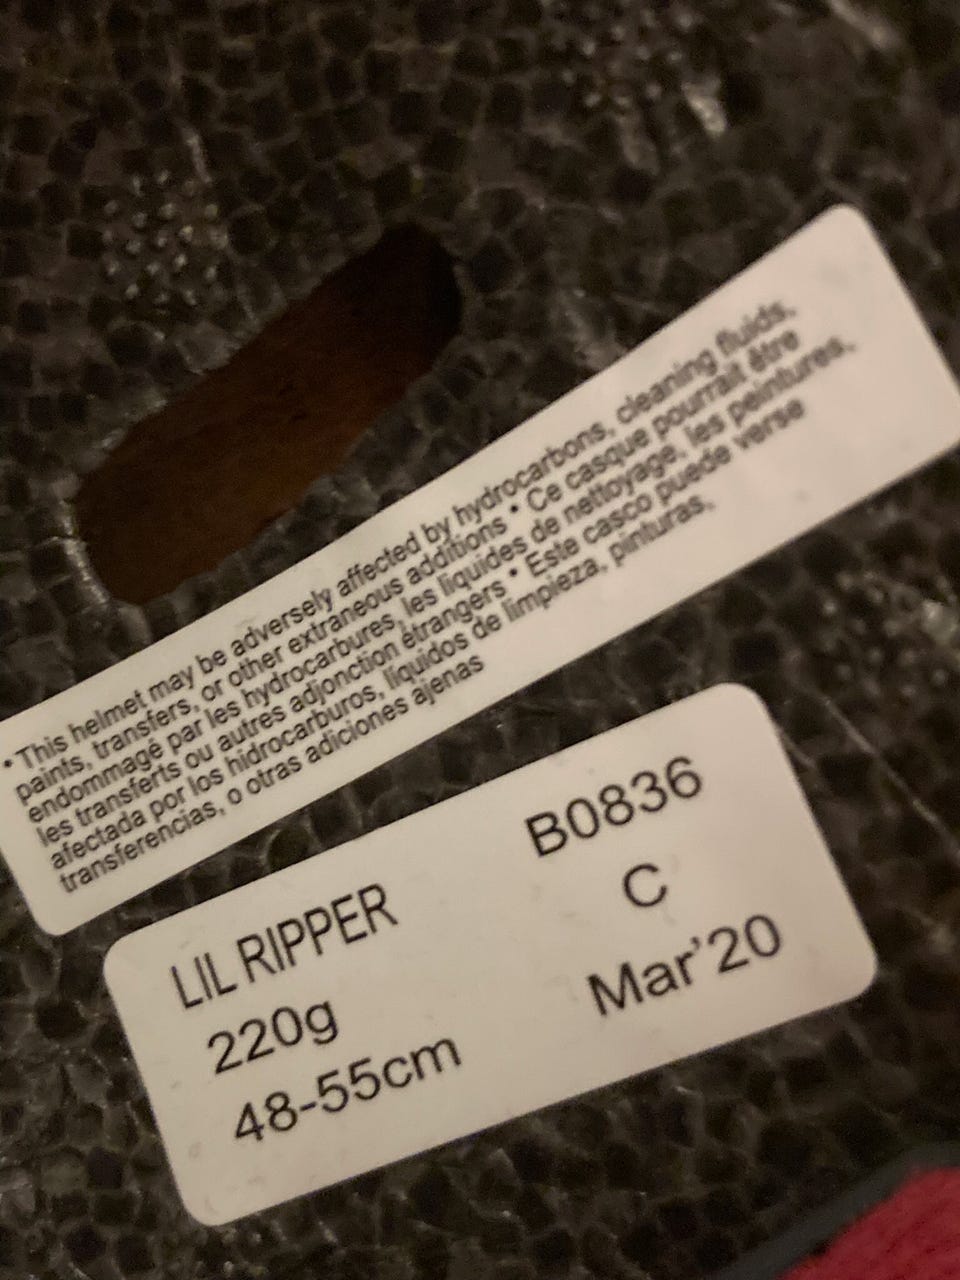 • This helmet may be adversely affected by hydrocarbons, cleaning fluids,
paints, transfers, or other extraneous additions • Ce casque pourrait être
endommagé par les hydrocarbures, les liquides de nettoyage, les peintures,
les transferts ou autres adjonction étrangers • Este casco puede verse
afectada por los hidrocarburos, líquidos de limpieza, pinturas,
transferencias, o otras adiciones ajenas
LIL RIPPER B0836
220g C
48-55cm Mar'20